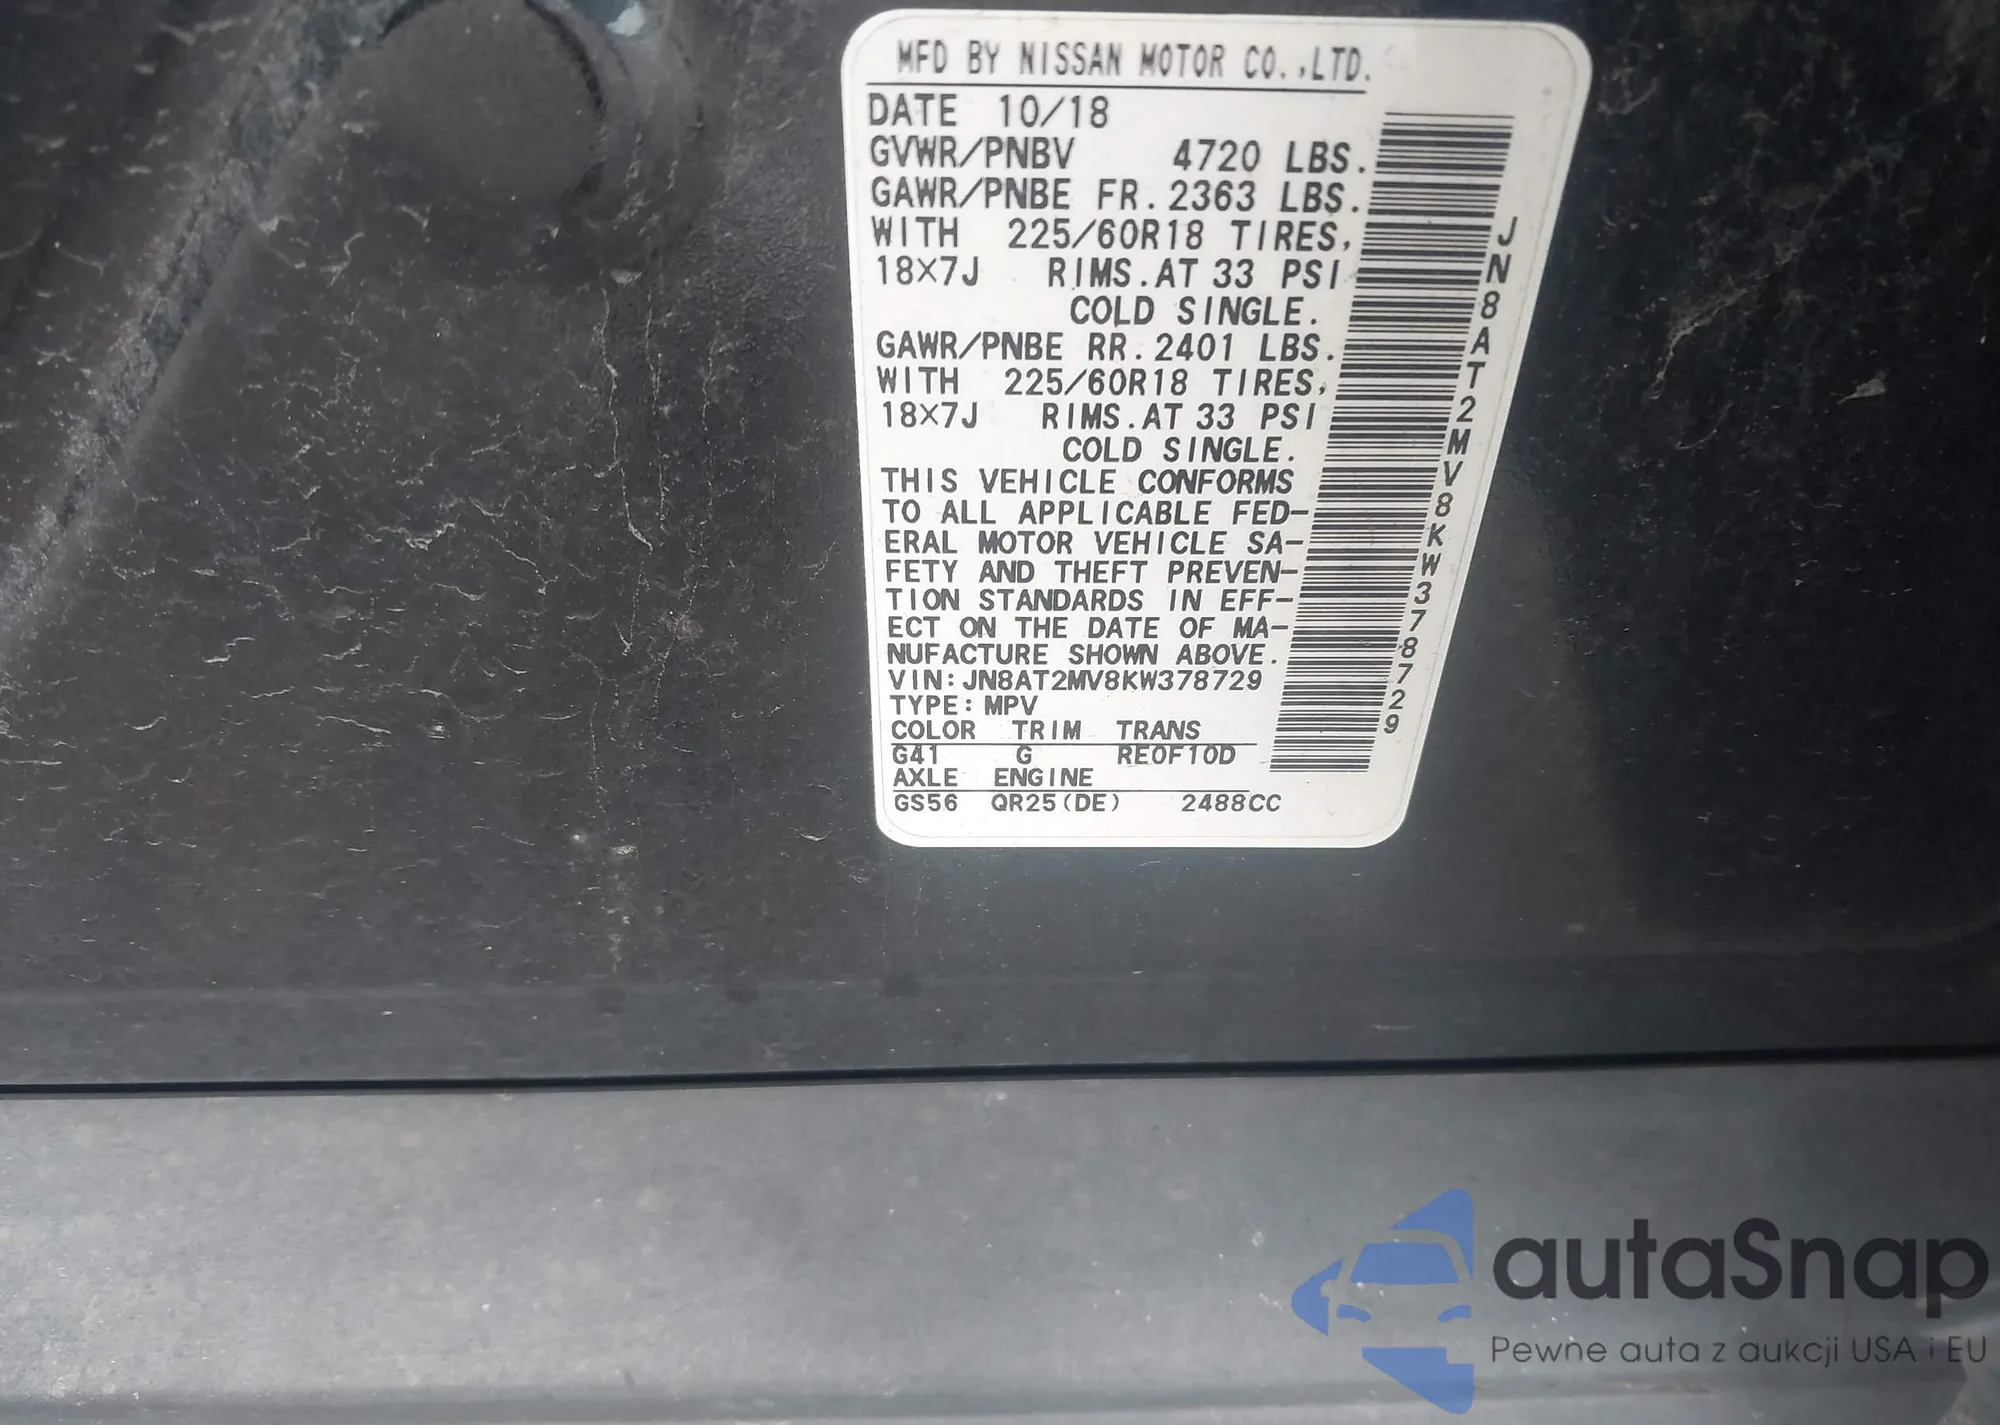 MFD BY NISSAN MOTOR CO.,LTD.
DATE 10/18
GVWR/PNBV 4720 LBS.
GAWR/PNBE FR.2363 LBS.
WITH 225/60R18 TIRES,
18×7J RIMS.AT 33 PSI
COLD SINGLE.
GAWR/PNBE RR.2401 LBS.
WITH 225/60R18 TIRES,
18×7J RIMS.AT 33 PSI
COLD SINGLE.
THIS VEHICLE CONFORMS
TO ALL APPLICABLE FED-
ERAL MOTOR VEHICLE SA-
FETY AND THEFT PREVEN-
TION STANDARDS IN EFF-
ECT ON THE DATE OF MA-
NUFACTURE SHOWN ABOVE.
VIN:JN8AT2MV8KW378729
TYPE:MPV
COLOR TRIM TRANS
G41 G RE0F10D
AXLE ENGINE
GS56 QR25(DE) 2488CC
JN8AT2MV8KW378729
autaSnap
Pewne auta z aukcji USA i EU